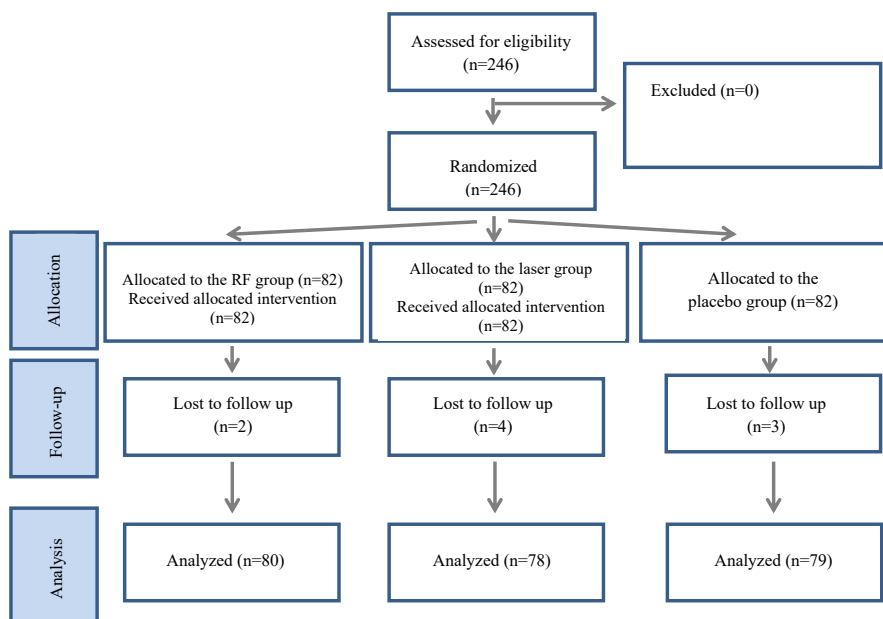 Assessed for eligibility
(n=246)
Excluded (n=0)
Randomized
(n=246)
Allocation
Allocated to the RF group (n=82)
Received allocated intervention
(n=82)
Allocated to the laser group
(n=82)
Received allocated intervention
(n=82)
Allocated to the
placebo group (n=82)
Follow-up
Lost to follow up
(n=2)
Lost to follow up
(n=4)
Lost to follow up
(n=3)
Analysis
Analyzed (n=80)
Analyzed (n=78)
Analyzed (n=79)